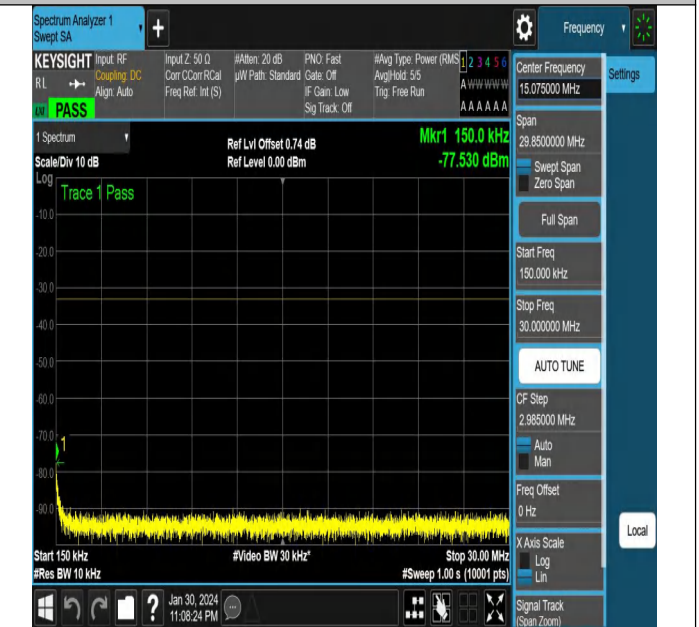 Spectrum Analyzer 1
Swept SA
+
Frequency
KEYSIGHT
RL
PASS
Input: RF
Coupling: DC
Align: Auto
Input Z: 50 Ω
Corr CCorr RCal
Freq Ref: Int (S)
#Atten: 20 dB
µW Path: Standard
PNO: Fast
Gate: Off
IF Gain: Low
Sig Track: Off
#Avg Type: Power (RMS
Avg|Hold: 5/5
Trig: Free Run
1 2 3 4 5 6
A W W W W W
A A A A A A
1 Spectrum
Scale/Div 10 dB
Ref Lvl Offset 0.74 dB
Ref Level 0.00 dBm
Mkr1 150.0 kHz
-77.530 dBm
Log
Trace 1 Pass
-10.0
-20.0
-30.0
-40.0
-50.0
-60.0
-70.0
1
-80.0
-90.0
Start 150 kHz
#Res BW 10 kHz
#Video BW 30 kHz*
Stop 30.00 MHz
#Sweep 1.00 s (10001 pts)
?
Jan 30, 2024
11:08:24 PM
Center Frequency
15.075000 MHz
Settings
Span
29.8500000 MHz
Swept Span
Zero Span
Full Span
Start Freq
150.000 kHz
Stop Freq
30.000000 MHz
AUTO TUNE
CF Step
2.985000 MHz
Auto
Man
Freq Offset
0 Hz
X Axis Scale
Log
Lin
Local
Signal Track
(Span Zoom)